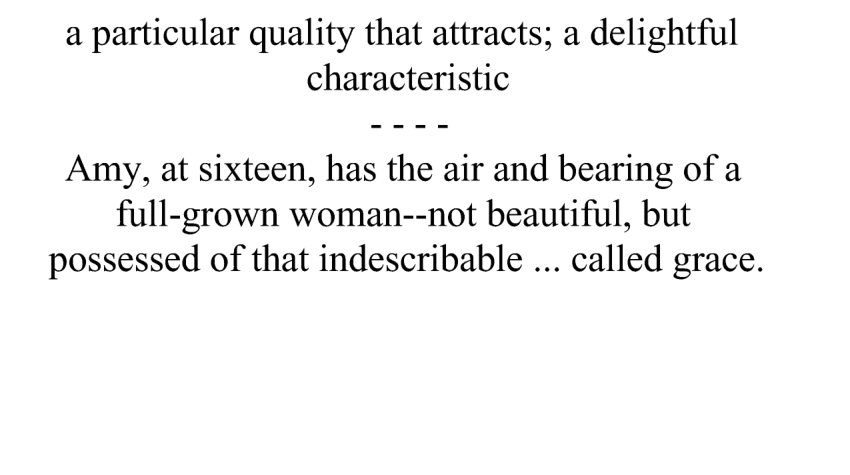 a particular quality that attracts; a delightful
characteristic
- - - -
Amy, at sixteen, has the air and bearing of a
full-grown woman--not beautiful, but
possessed of that indescribable ... called grace.